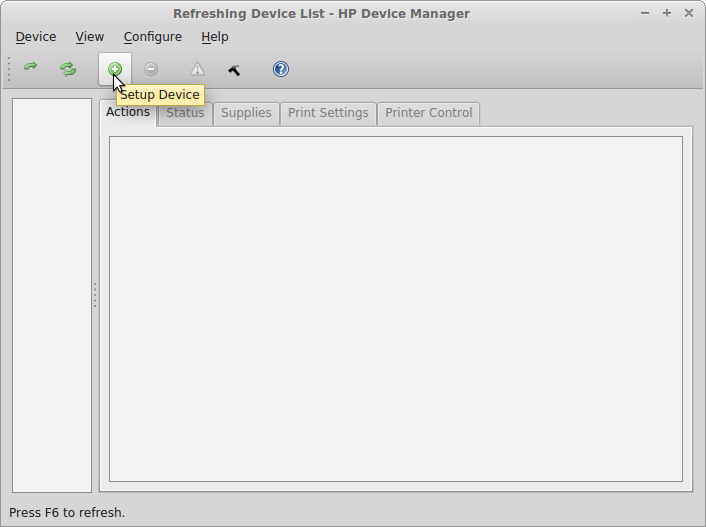 Refreshing Device List - HP Device Manager
Device View Configure Help
Setup Device
Actions Status Supplies Print Settings Printer Control
Press F6 to refresh.